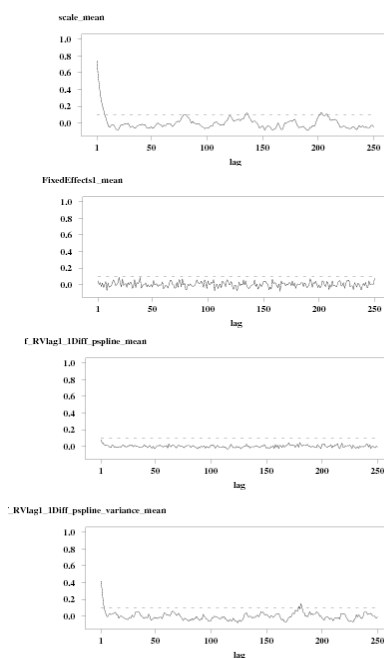 scale_mean
1.0
0.8
0.6
0.4
0.2
0.0
1 50 100 150 200 250
lag
FixedEffects1_mean
1.0
0.8
0.6
0.4
0.2
0.0
1 50 100 150 200 250
lag
f_RVlag1_1Diff_pspline_mean
1.0
0.8
0.6
0.4
0.2
0.0
1 50 100 150 200 250
lag
_RVlag1_1Diff_pspline_variance_mean
1.0
0.8
0.6
0.4
0.2
0.0
1 50 100 150 200 250
lag